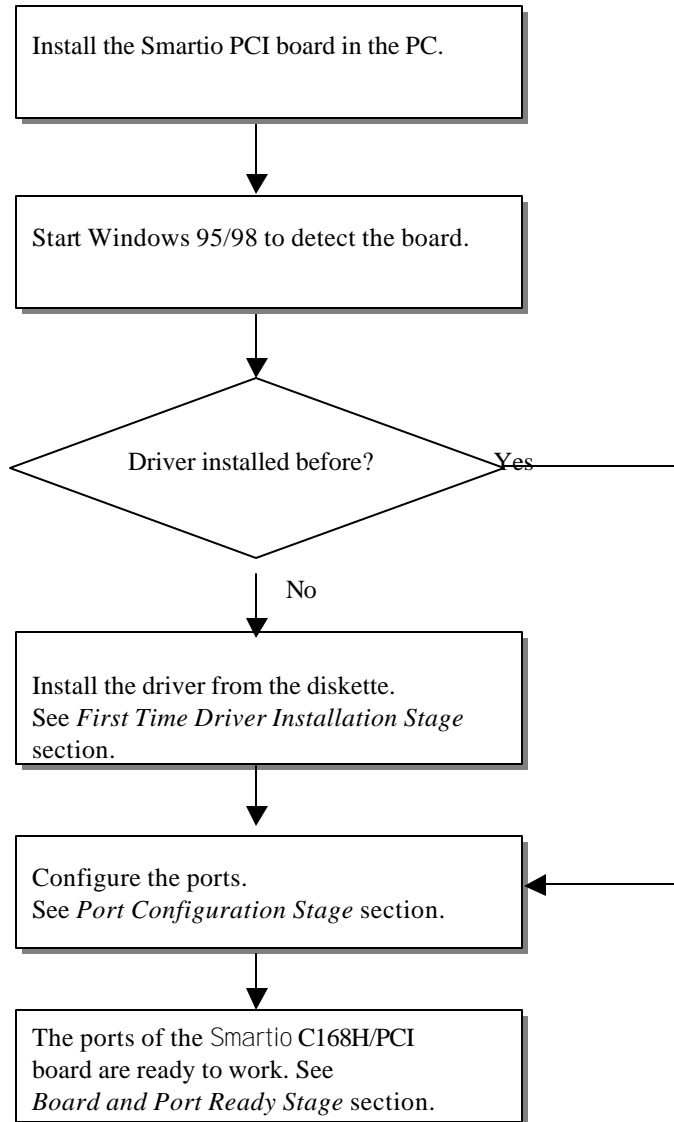 Install the Smartio PCI board in the PC.
Start Windows 95/98 to detect the board.
Driver installed before?
Yes
No
Install the driver from the diskette.
See First Time Driver Installation Stage
section.
Configure the ports.
See Port Configuration Stage section.
The ports of the Smartio C168H/PCI
board are ready to work. See
Board and Port Ready Stage section.